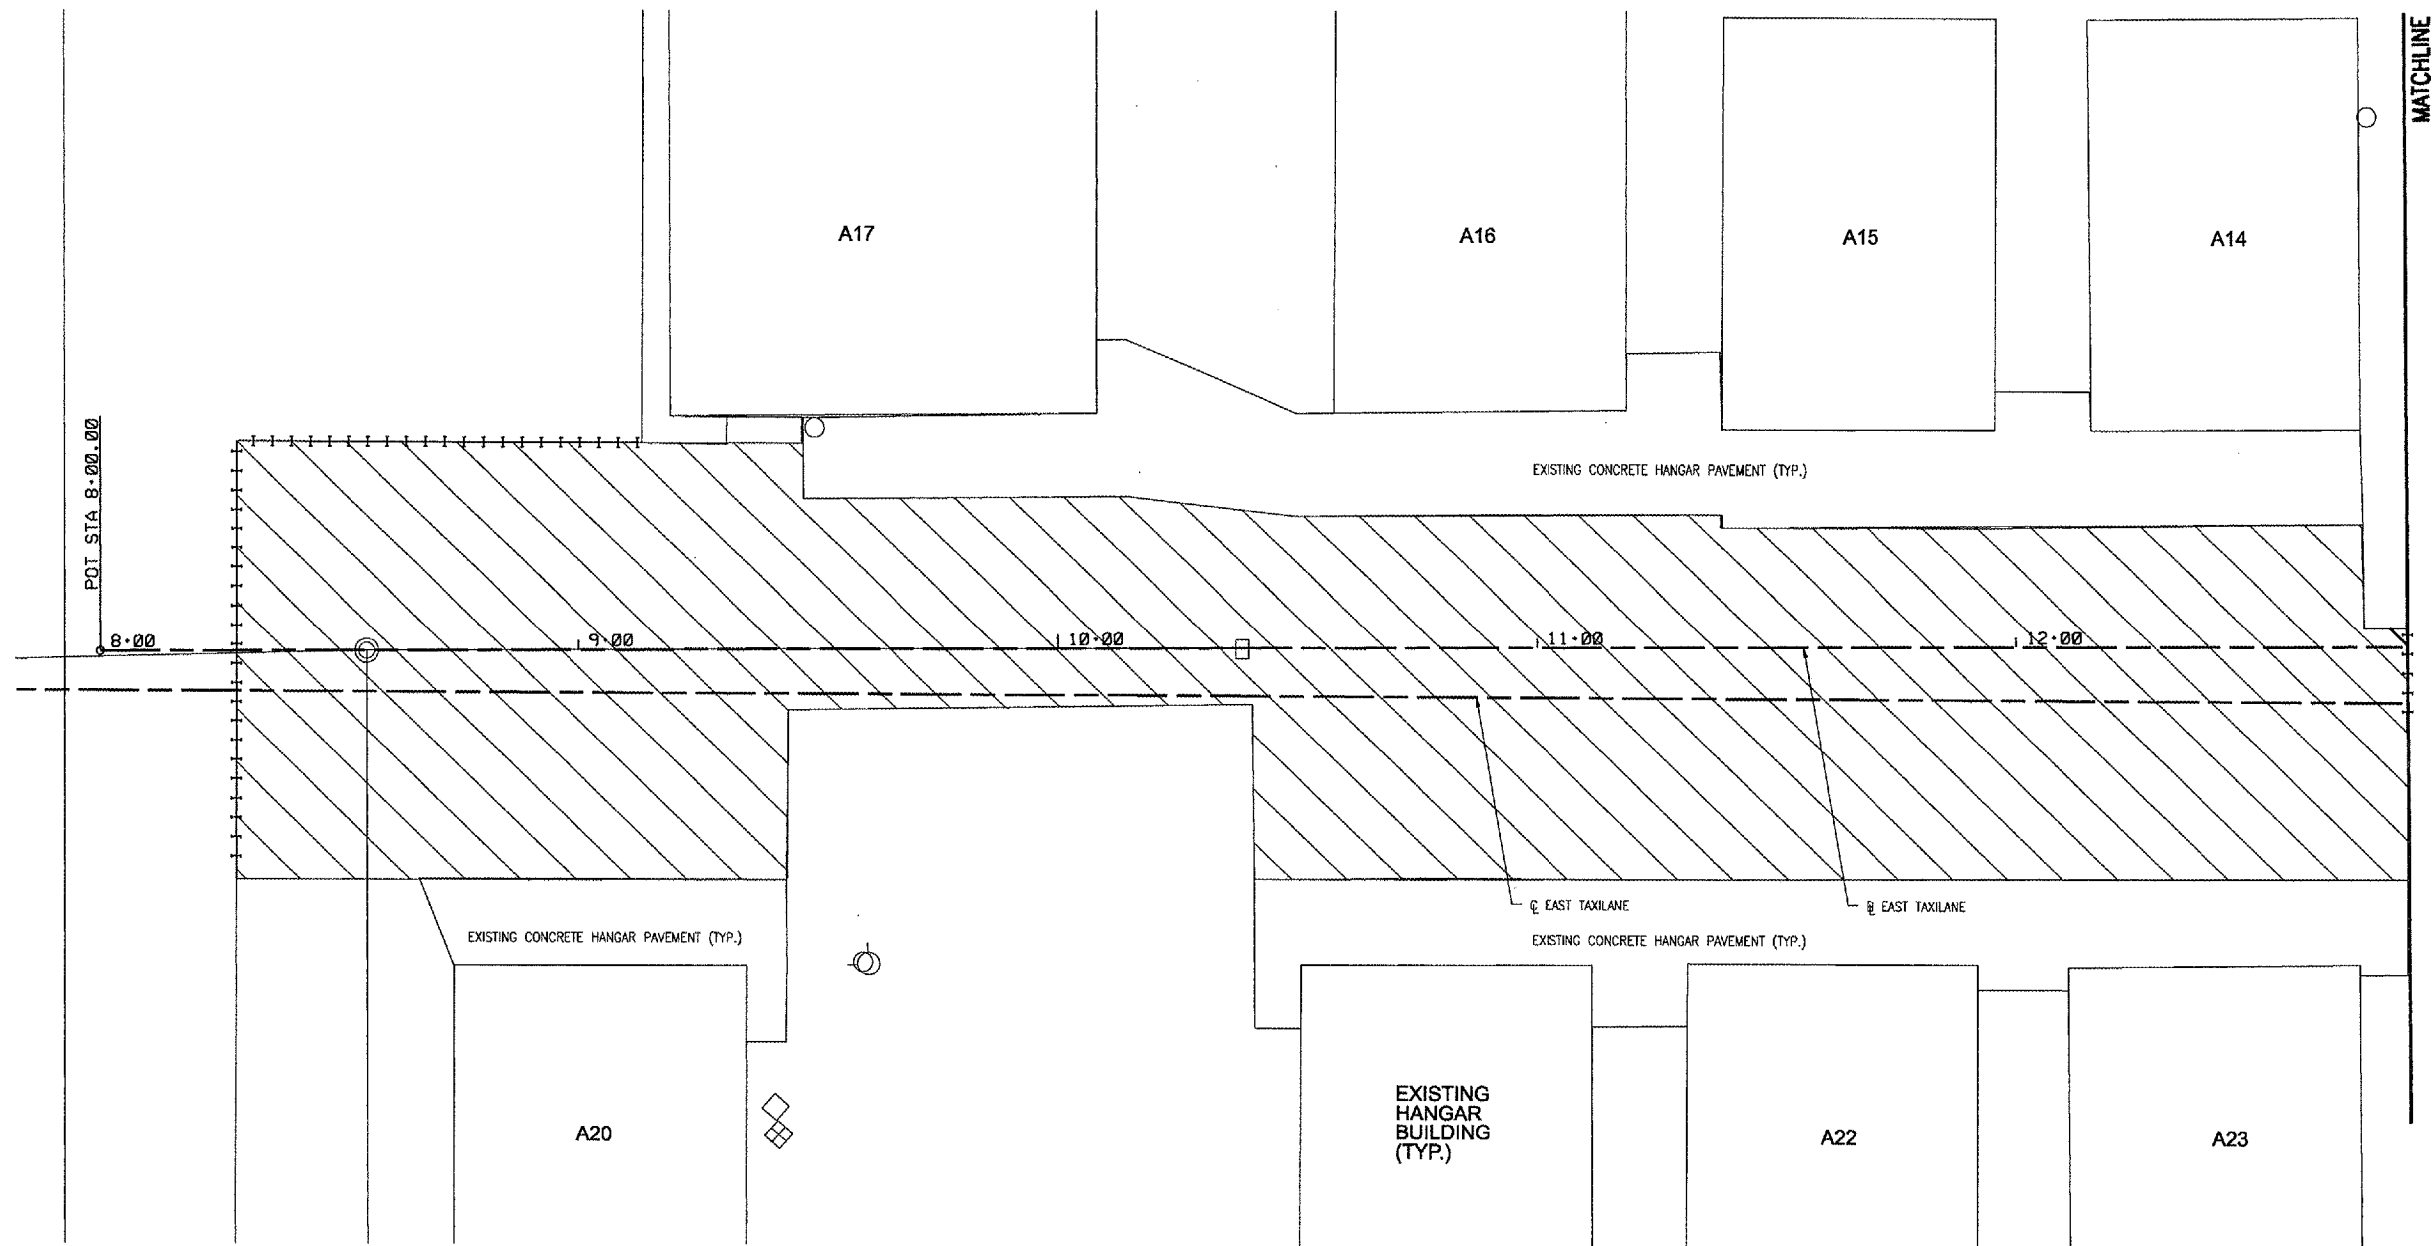 MATCHLINE
A17
A16
A15
A14
POT STA 8+00.00
EXISTING CONCRETE HANGAR PAVEMENT (TYP.)
8+00
9+00
10+00
11+00
12+00
℄ EAST TAXILANE
BL EAST TAXILANE
EXISTING CONCRETE HANGAR PAVEMENT (TYP.)
EXISTING CONCRETE HANGAR PAVEMENT (TYP.)
A20
EXISTING
HANGAR
BUILDING
(TYP.)
A22
A23